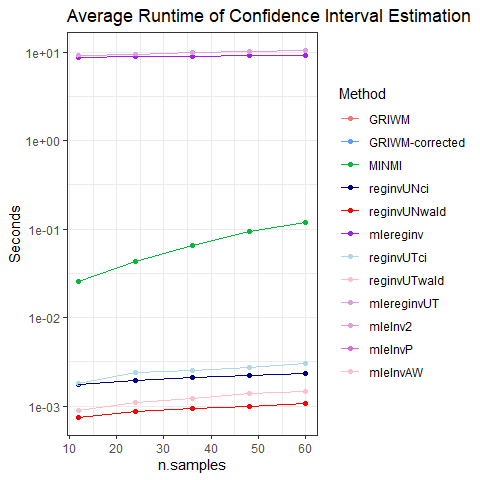 Average Runtime of Confidence Interval Estimation
Seconds
1e+01
1e+00
1e-01
1e-02
1e-03
10 20 30 40 50 60
n.samples
Method
GRIWM
GRIWM-corrected
MINMI
reginvUNci
reginvUNwald
mlereginv
reginvUTci
reginvUTwald
mlereginvUT
mleInv2
mleInvP
mleInvAW